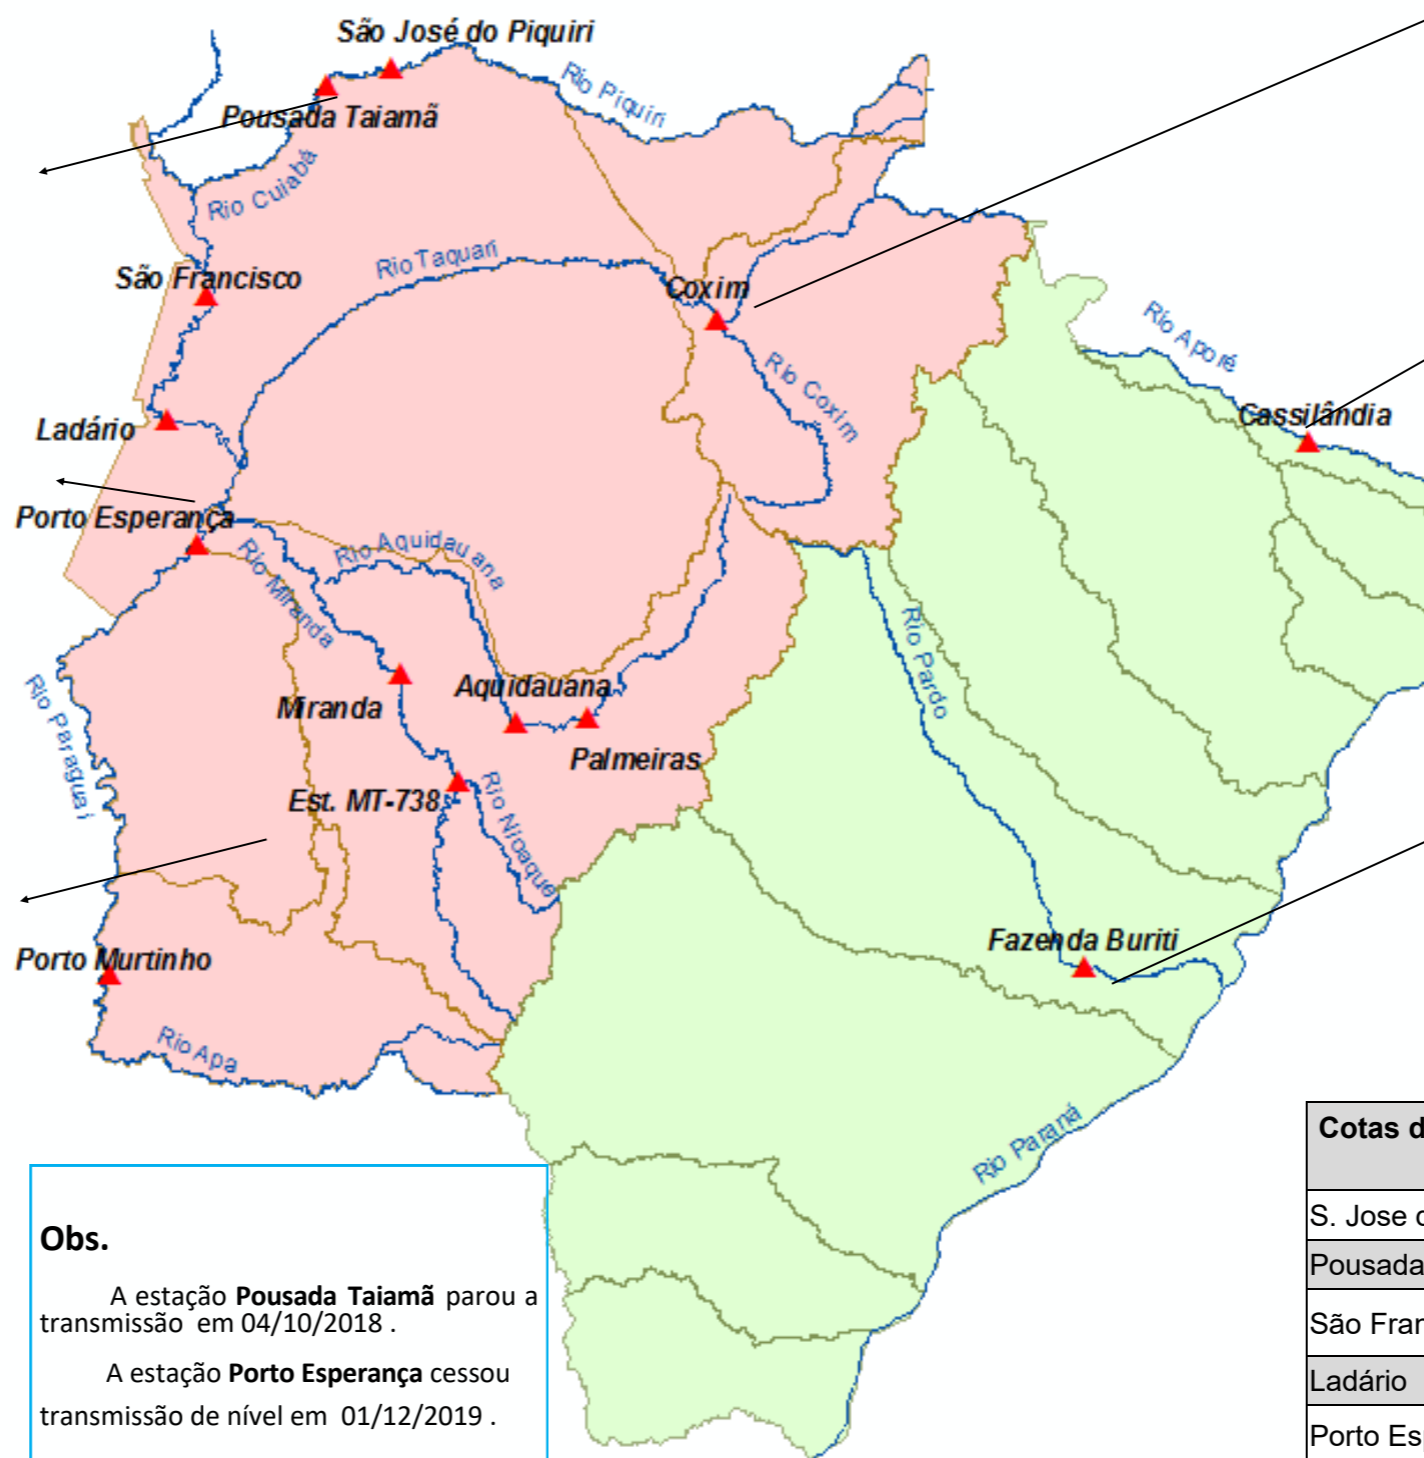 São José do Piquiri
Rio Piquiri
Pousada Taiamã
Rio Cuiabá
Rio Taquari
São Francisco
Coxim
Rio Aporé
Rio Coxim
Cassilândia
Ladário
Porto Esperança
Rio Aquidauana
Rio Miranda
Rio Pardo
Rio Paraguai
Miranda
Aquidauana
Palmeiras
Est. MT-738
Rio Nioaque
Fazenda Buriti
Porto Murtinho
Rio Apa
Rio Paraná
Obs.
A estação Pousada Taiamã parou a
transmissão em 04/10/2018 .
A estação Porto Esperança cessou
transmissão de nível em 01/12/2019 .
Cotas d
S. Jose
Pousada
São Fran
Ladário
Porto Esp